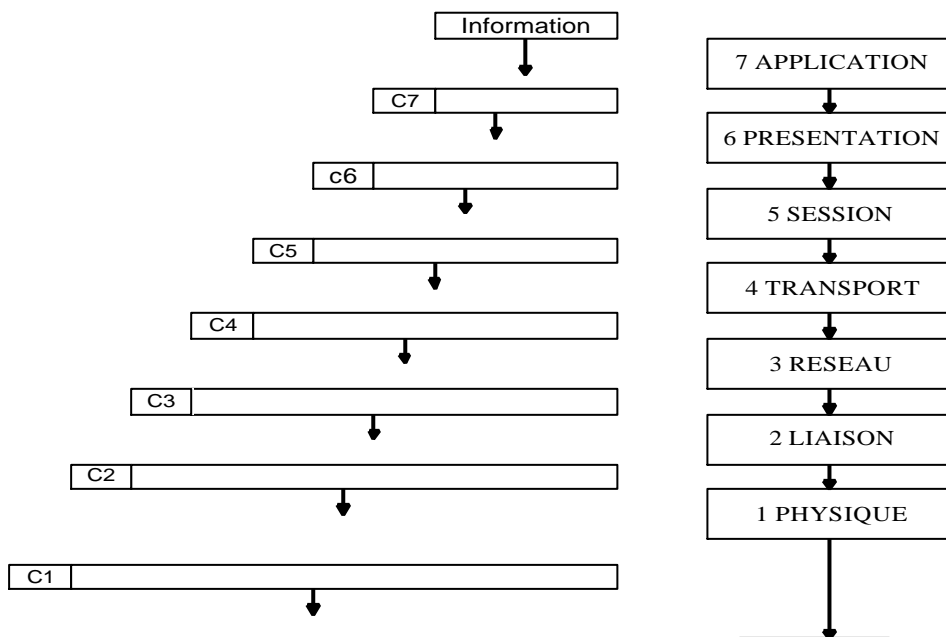 Information
C7
c6
C5
C4
C3
C2
C1
7 APPLICATION
6 PRESENTATION
5 SESSION
4 TRANSPORT
3 RESEAU
2 LIAISON
1 PHYSIQUE